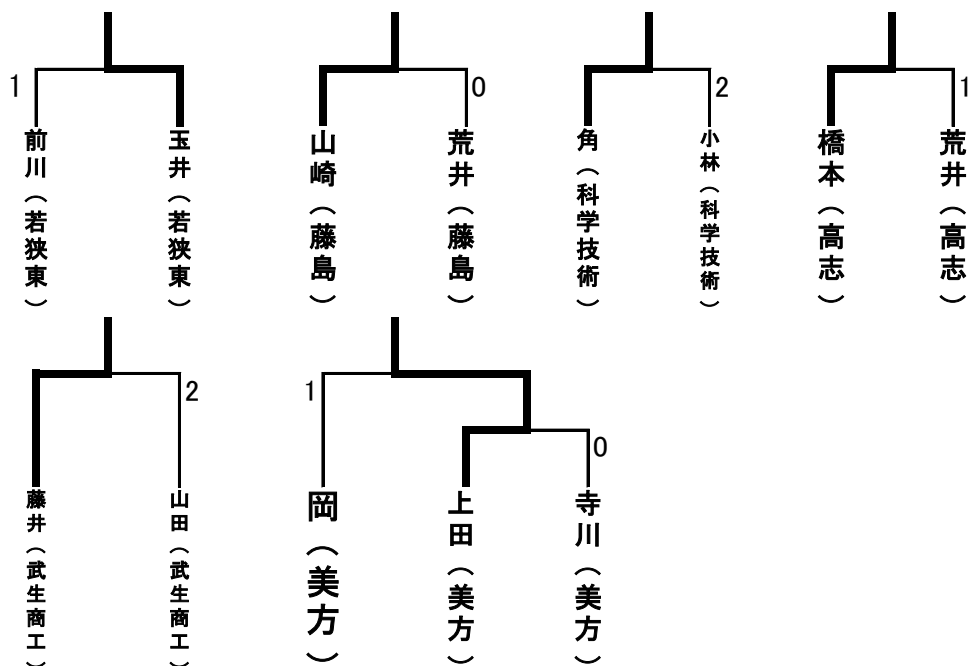 1
前川（若狭東）
玉井（若狭東）
山崎（藤島）
0
荒井（藤島）
角（科学技術）
2
小林（科学技術）
橋本（高志）
1
荒井（高志）
藤井（武生商工）
2
山田（武生商工）
1
岡（美方）
上田（美方）
0
寺川（美方）